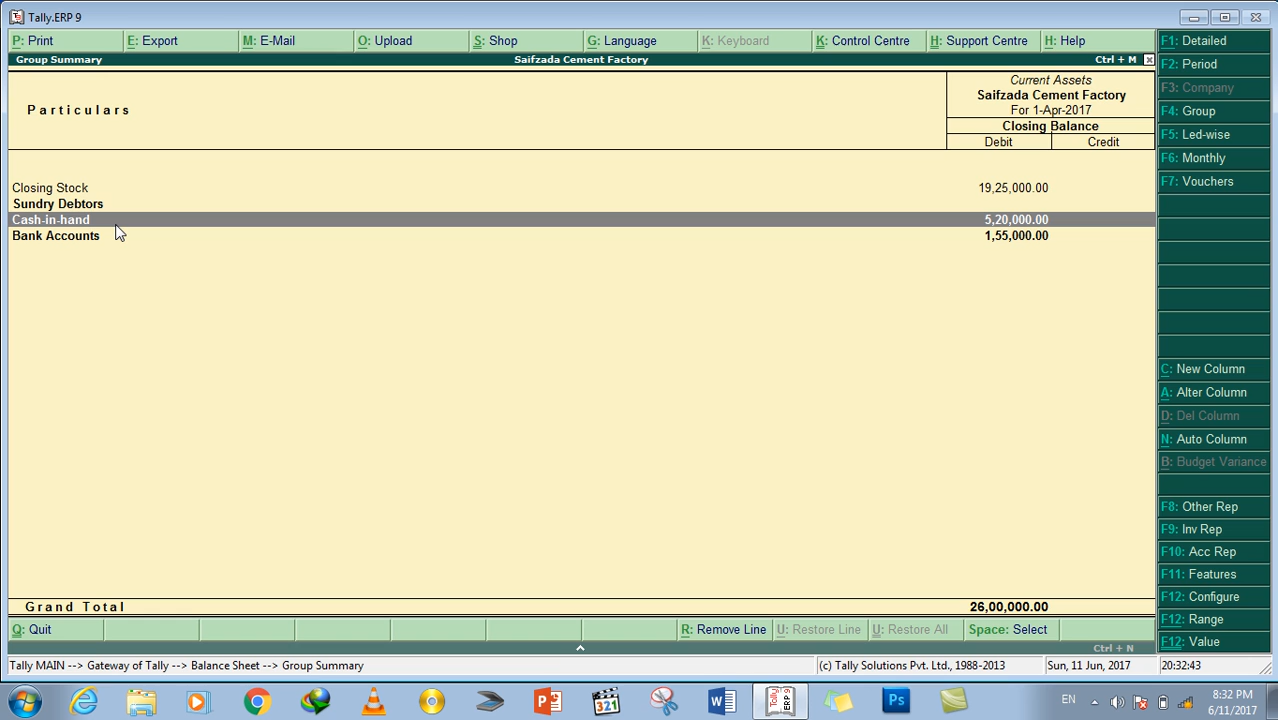 Tally.ERP 9
P: Print E: Export M: E-Mail O: Upload S: Shop G: Language K: Keyboard K: Control Centre H: Support Centre H: Help
Group Summary Saifzada Cement Factory Ctrl + M x
Particulars
Current Assets
Saifzada Cement Factory
For 1-Apr-2017
Closing Balance
Debit Credit
Closing Stock 19,25,000.00
Sundry Debtors
Cash-in-hand 5,20,000.00
Bank Accounts 1,55,000.00
Grand Total 26,00,000.00
F1: Detailed
F2: Period
F3: Company
F4: Group
F5: Led-wise
F6: Monthly
F7: Vouchers
C: New Column
A: Alter Column
D: Del Column
N: Auto Column
B: Budget Variance
F8: Other Rep
F9: Inv Rep
F10: Acc Rep
F11: Features
F12: Configure
F12: Range
F12: Value
Q: Quit R: Remove Line U: Restore Line U: Restore All Space: Select
Ctrl + N
Tally MAIN --> Gateway of Tally --> Balance Sheet --> Group Summary (c) Tally Solutions Pvt. Ltd., 1988-2013 Sun, 11 Jun, 2017 20:32:43
321 Tally ERP 9 Ps EN 8:32 PM
6/11/2017